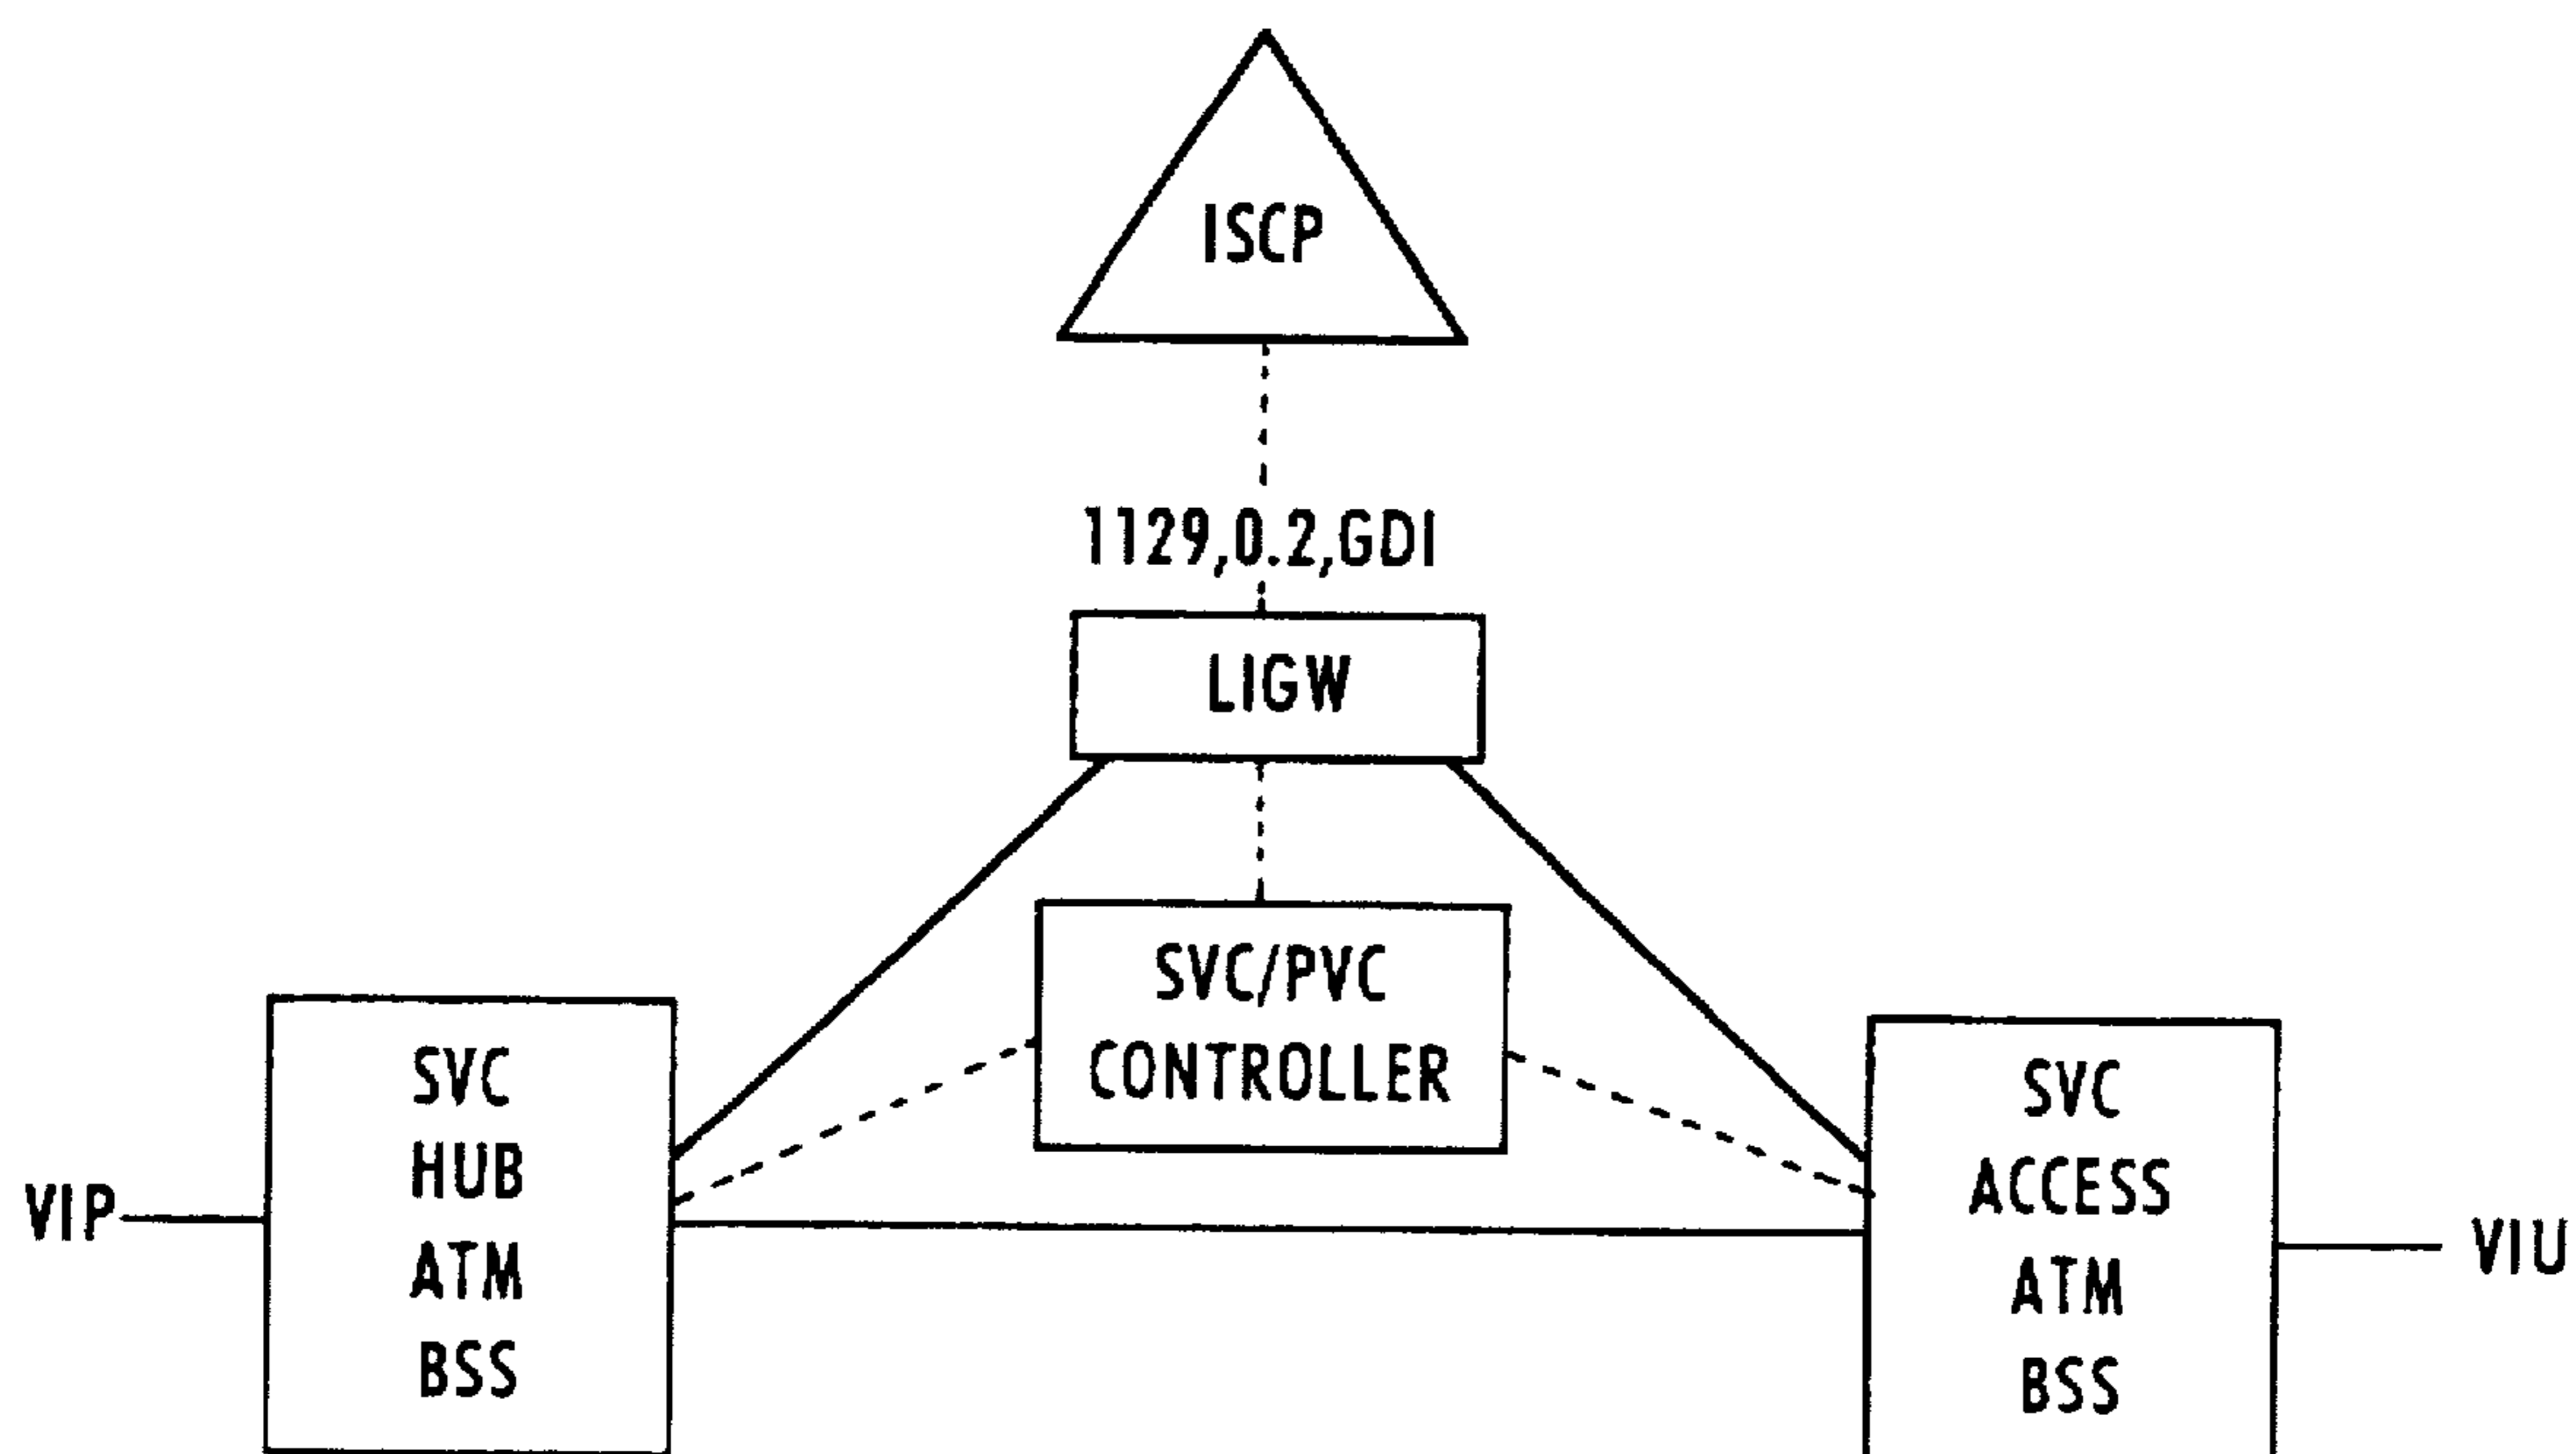 ISCP
1129,0.2,GDI
LIGW
SVC/PVC
CONTROLLER
SVC
HUB
ATM
BSS
VIP
SVC
ACCESS
ATM
BSS
VIU